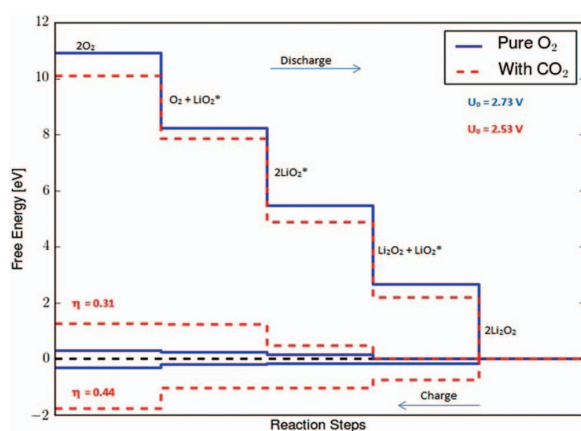 2O₂
Discharge
Pure O₂
With CO₂
O₂ + LiO₂*
U₀ = 2.73 V
U₀ = 2.53 V
2LiO₂*
Li₂O₂ + LiO₂*
η = 0.31
2Li₂O₂
η = 0.44
Charge
12
10
8
6
4
2
0
−2
Free Energy [eV]
Reaction Steps